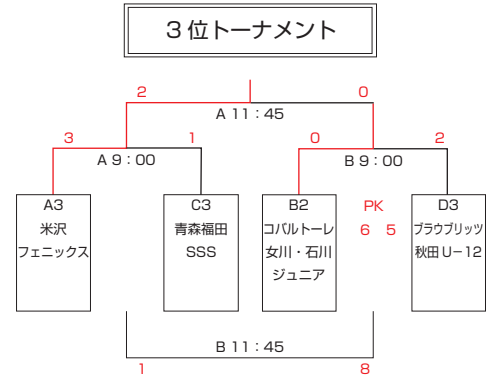 3位トーナメント
2 0
A 11：45
3 1 0 2
A 9：00 B 9：00
A3 C3 B2 D3
米沢 青森福田 コバルトーレ PK ブラウブリッツ
フェニックス SSS 女川・石川 6 5 秋田U−12
ジュニア
B 11：45
1 8